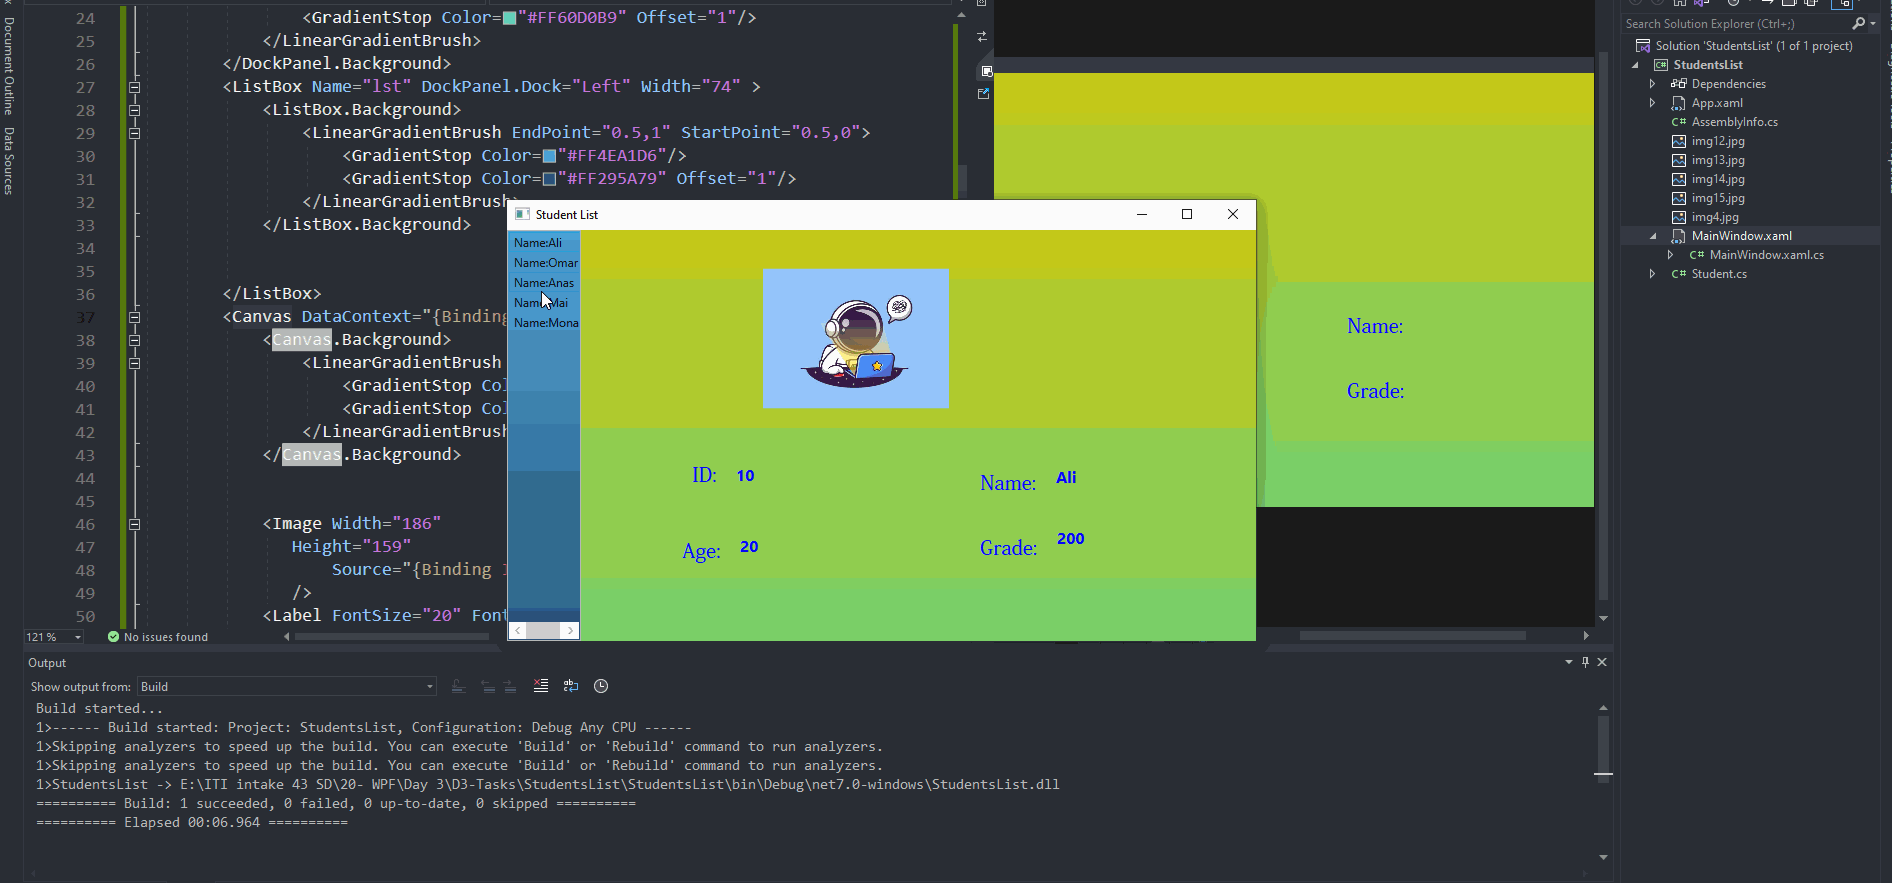 Document Outline
Data Sources
24 <GradientStop Color="#FF60D0B9" Offset="1"/>
25 </LinearGradientBrush>
26 </DockPanel.Background>
27 <ListBox Name="lst" DockPanel.Dock="Left" Width="74" >
28 <ListBox.Background>
29 <LinearGradientBrush EndPoint="0.5,1" StartPoint="0.5,0">
30 <GradientStop Color="#FF4EA1D6"/>
31 <GradientStop Color="#FF295A79" Offset="1"/>
32 </LinearGradientBrush>
33 </ListBox.Background>
34
35
36 </ListBox>
37 <Canvas DataContext="{Binding
38 <Canvas.Background>
39 <LinearGradientBrush
40 <GradientStop Co
41 <GradientStop Co
42 </LinearGradientBrush
43 </Canvas.Background>
44
45
46 <Image Width="186"
47 Height="159"
48 Source="{Binding
49 />
50 <Label FontSize="20" Fon
121 %
No issues found
Student List
Name:Ali
Name:Omar
Name:Anas
Name:Mai
Name:Mona
ID: 10
Name: Ali
Age: 20
Grade: 200
Name:
Grade:
Search Solution Explorer (Ctrl+;)
Solution 'StudentsList' (1 of 1 project)
C# StudentsList
Dependencies
App.xaml
C# AssemblyInfo.cs
img12.jpg
img13.jpg
img14.jpg
img15.jpg
img4.jpg
MainWindow.xaml
C# MainWindow.xaml.cs
C# Student.cs
Output
Show output from: Build
Build started...
1>------ Build started: Project: StudentsList, Configuration: Debug Any CPU ------
1>Skipping analyzers to speed up the build. You can execute 'Build' or 'Rebuild' command to run analyzers.
1>Skipping analyzers to speed up the build. You can execute 'Build' or 'Rebuild' command to run analyzers.
1>StudentsList -> E:\ITI intake 43 SD\20- WPF\Day 3\D3-Tasks\StudentsList\StudentsList\bin\Debug\net7.0-windows\StudentsList.dll
========== Build: 1 succeeded, 0 failed, 0 up-to-date, 0 skipped ==========
========== Elapsed 00:06.964 ==========